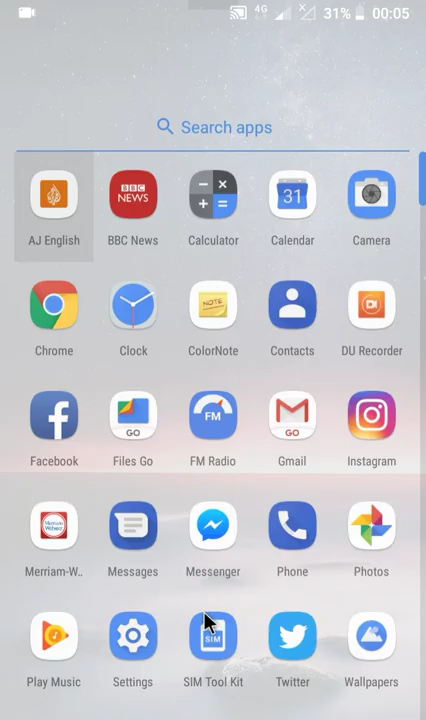 4G 31% 00:05
Search apps
BBC NEWS
31
AJ English BBC News Calculator Calendar Camera
NOTE
Chrome Clock ColorNote Contacts DU Recorder
GO FM GO
Facebook Files Go FM Radio Gmail Instagram
Merriam Webster
Merriam-W.. Messages Messenger Phone Photos
SIM
Play Music Settings SIM Tool Kit Twitter Wallpapers